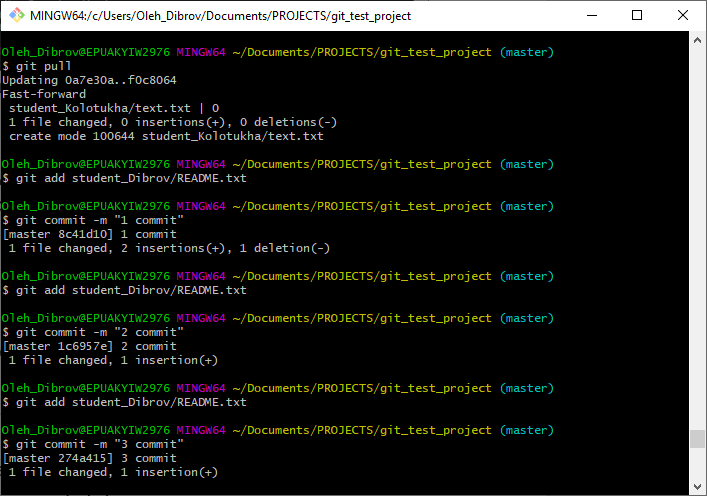 MINGW64:/c/Users/Oleh_Dibrov/Documents/PROJECTS/git_test_project
Oleh_Dibrov@EPUAKYIW2976 MINGW64 ~/Documents/PROJECTS/git_test_project (master)
$ git pull
Updating 0a7e30a..f0c8064
Fast-forward
 student_Kolotukha/text.txt | 0
 1 file changed, 0 insertions(+), 0 deletions(-)
 create mode 100644 student_Kolotukha/text.txt
Oleh_Dibrov@EPUAKYIW2976 MINGW64 ~/Documents/PROJECTS/git_test_project (master)
$ git add student_Dibrov/README.txt
Oleh_Dibrov@EPUAKYIW2976 MINGW64 ~/Documents/PROJECTS/git_test_project (master)
$ git commit -m "1 commit"
[master 8c41d10] 1 commit
 1 file changed, 2 insertions(+), 1 deletion(-)
Oleh_Dibrov@EPUAKYIW2976 MINGW64 ~/Documents/PROJECTS/git_test_project (master)
$ git add student_Dibrov/README.txt
Oleh_Dibrov@EPUAKYIW2976 MINGW64 ~/Documents/PROJECTS/git_test_project (master)
$ git commit -m "2 commit"
[master 1c6957e] 2 commit
 1 file changed, 1 insertion(+)
Oleh_Dibrov@EPUAKYIW2976 MINGW64 ~/Documents/PROJECTS/git_test_project (master)
$ git add student_Dibrov/README.txt
Oleh_Dibrov@EPUAKYIW2976 MINGW64 ~/Documents/PROJECTS/git_test_project (master)
$ git commit -m "3 commit"
[master 274a415] 3 commit
 1 file changed, 1 insertion(+)